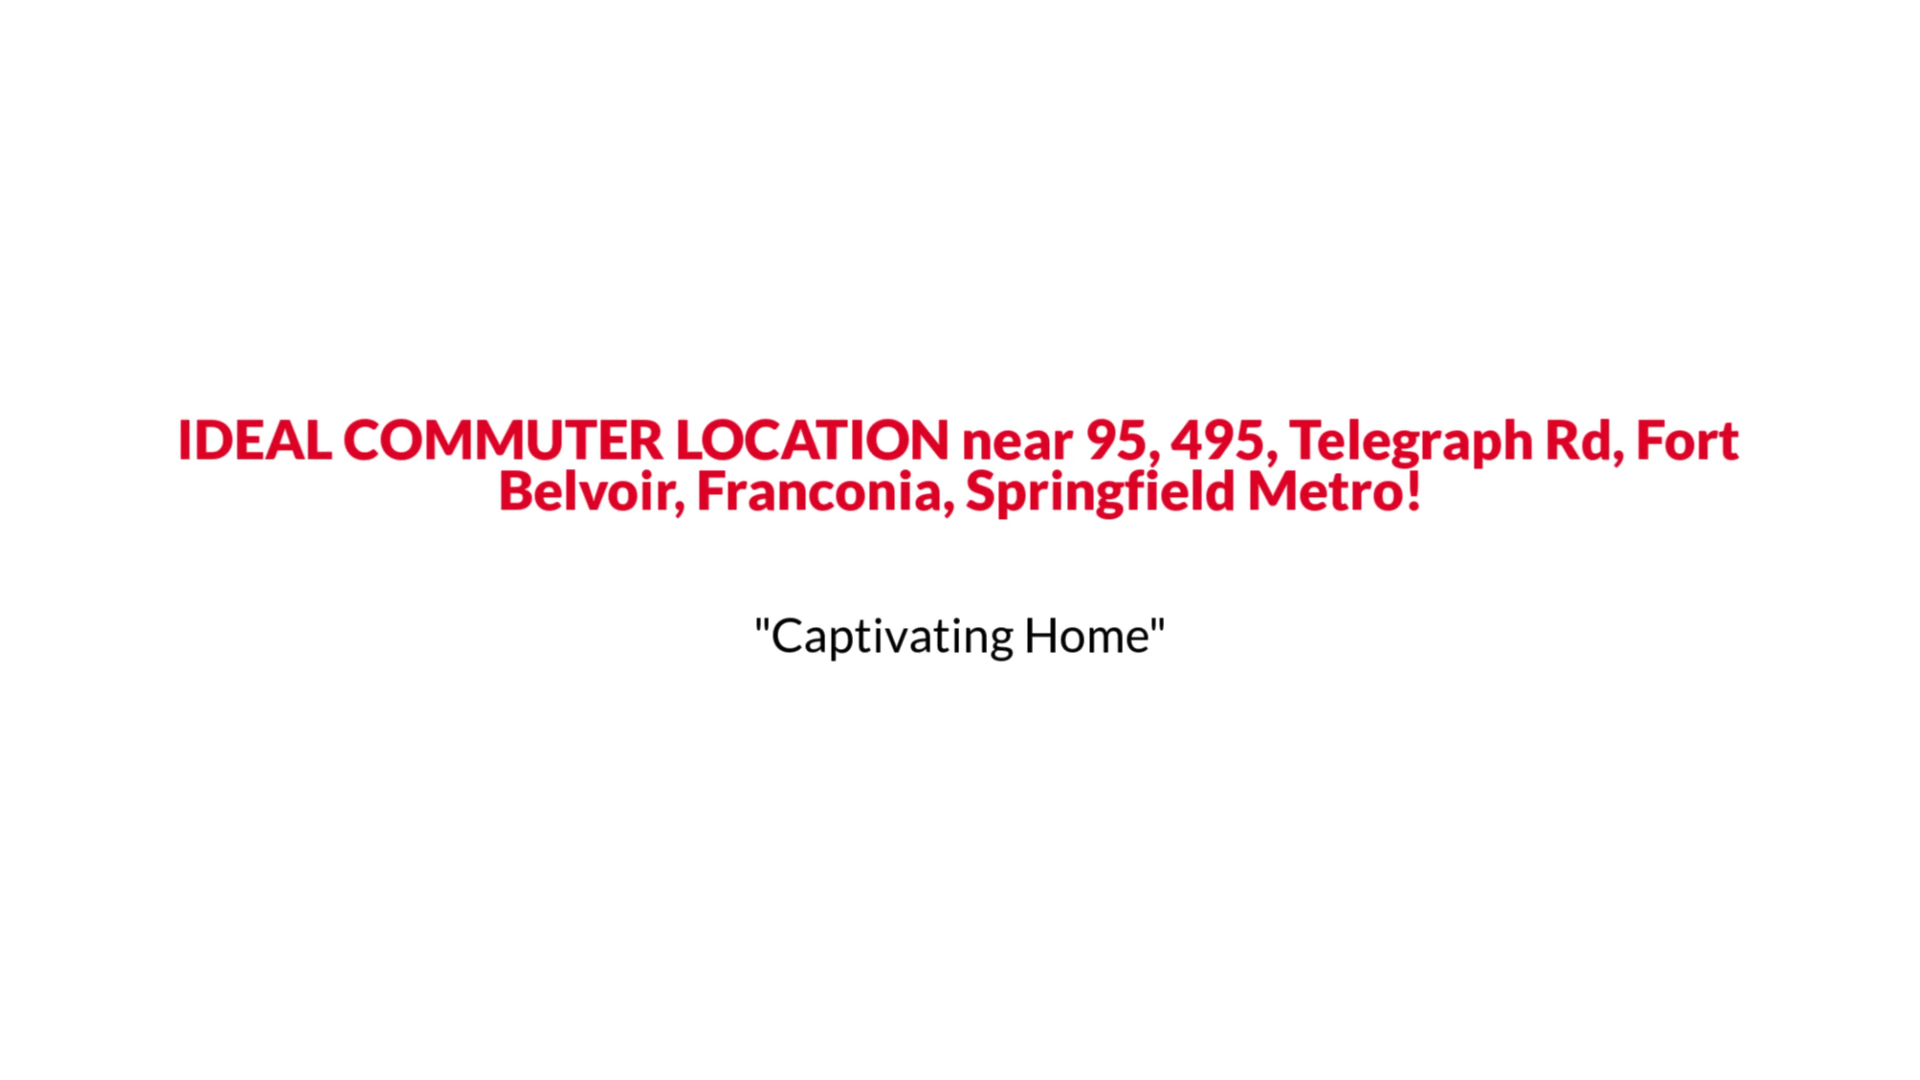 IDEAL COMMUTER LOCATION near 95, 495, Telegraph Rd, Fort
Belvoir, Franconia, Springfield Metro!
"Captivating Home"